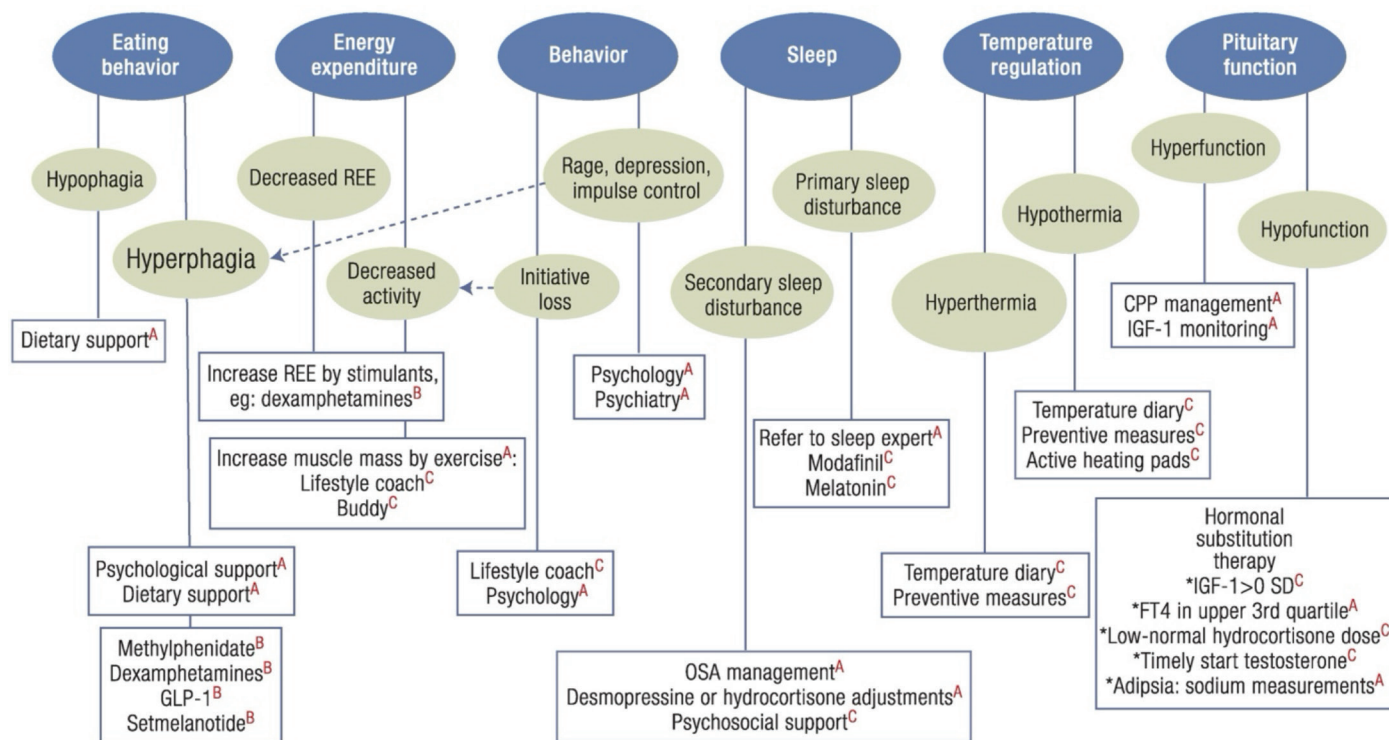 Eating
behavior
Energy
expenditure
Behavior
Sleep
Temperature
regulation
Pituitary
function
Hypophagia
Decreased REE
Rage, depression,
impulse control
Primary sleep
disturbance
Hyperfunction
Hypothermia
Hypofunction
Hyperphagia
Decreased
activity
Initiative
loss
Secondary sleep
disturbance
Hyperthermia
Dietary supportA
Increase REE by stimulants,
eg: dexamphetaminesB
Increase muscle mass by exerciseA:
Lifestyle coachC
BuddyC
PsychologyA
PsychiatryA
Refer to sleep expertA
ModafinilC
MelatoninC
CPP managementA
IGF-1 monitoringA
Temperature diaryC
Preventive measuresC
Active heating padsC
Psychological supportA
Dietary supportA
MethylphenidateB
DexamphetaminesB
GLP-1B
SetmelanotideB
Lifestyle coachC
PsychologyA
OSA managementA
Desmopressine or hydrocortisone adjustmentsA
Psychosocial supportC
Temperature diaryC
Preventive measuresC
Hormonal
substitution
therapy
*IGF-1>0 SDC
*FT4 in upper 3rd quartileA
*Low-normal hydrocortisone doseC
*Timely start testosteroneC
*Adipsia: sodium measurementsA